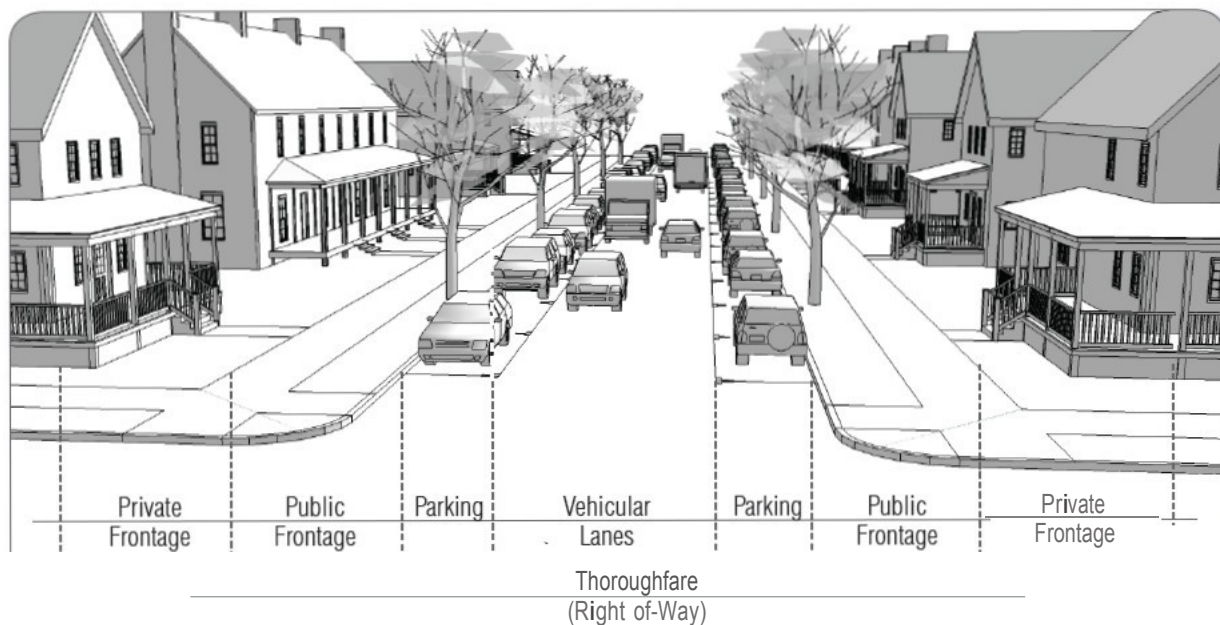 Private Frontage
Public Frontage
Parking
Vehicular Lanes
Parking
Public Frontage
Private Frontage
Thoroughfare
(Right of-Way)